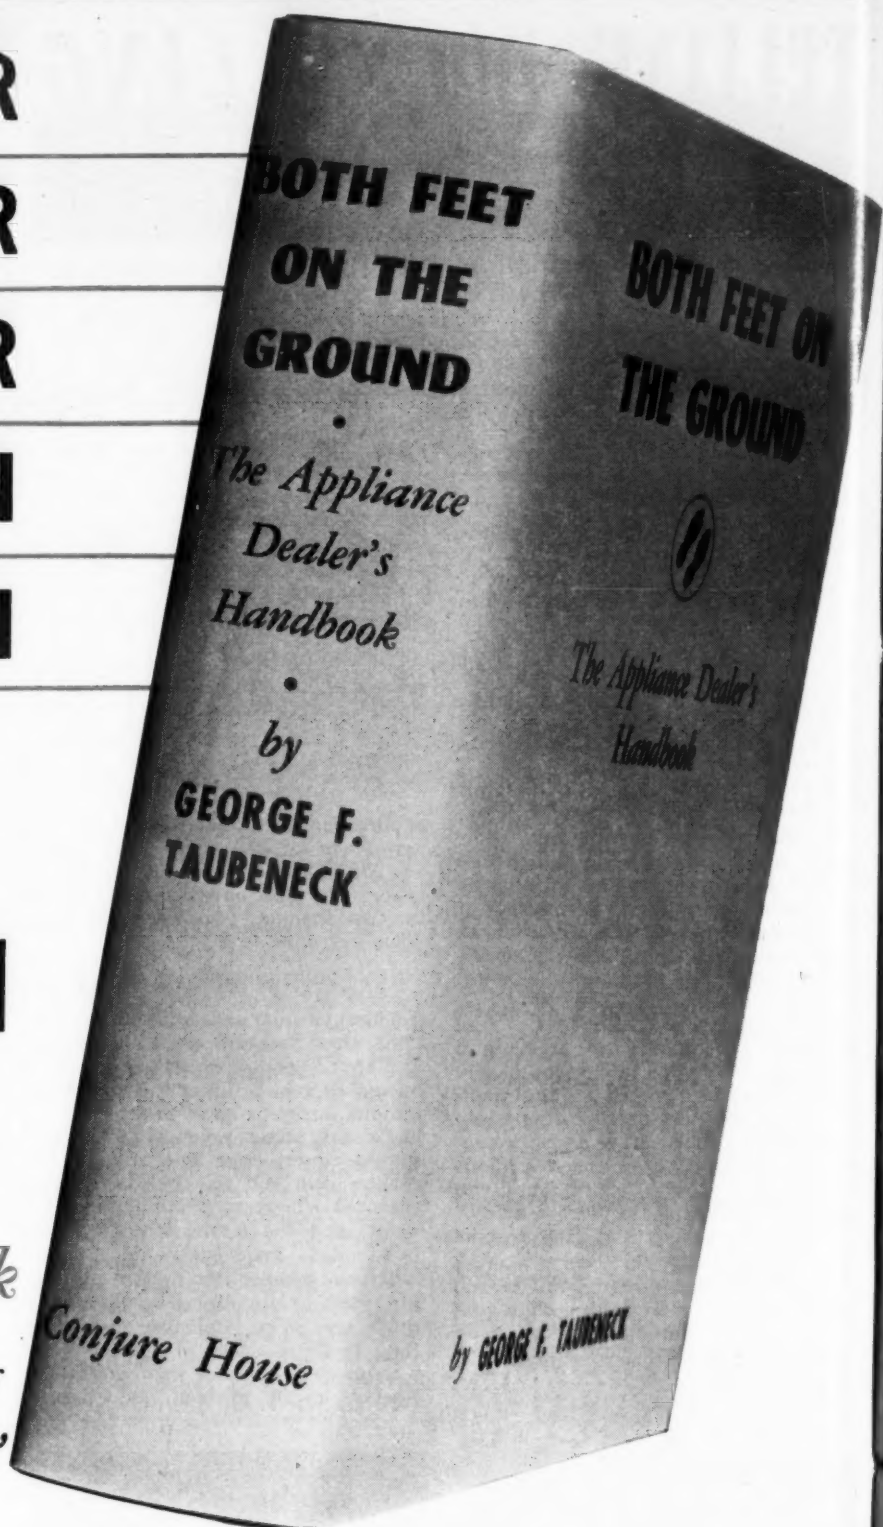 R
R
R
BOTH FEET
ON THE
GROUND
The Appliance
Dealer's
Handbook
by
GEORGE F.
TAUBENECK
Conjure House
BOTH FEET ON
THE GROUND
The Appliance Dealer's
Handbook
by GEORGE F. TAUBENECK
k